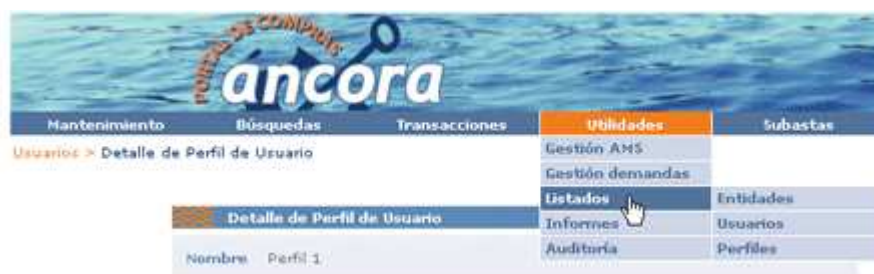 PORTAL DE COMPRAS
ancora
Mantenimiento Búsquedas Transacciones Utilidades Subastas
Usuarios > Detalle de Perfil de Usuario
Gestión AMS
Gestión demandas
Listados Entidades
Detalle de Perfil de Usuario
Informes Usuarios
Auditoría Perfiles
Nombre Perfil 1